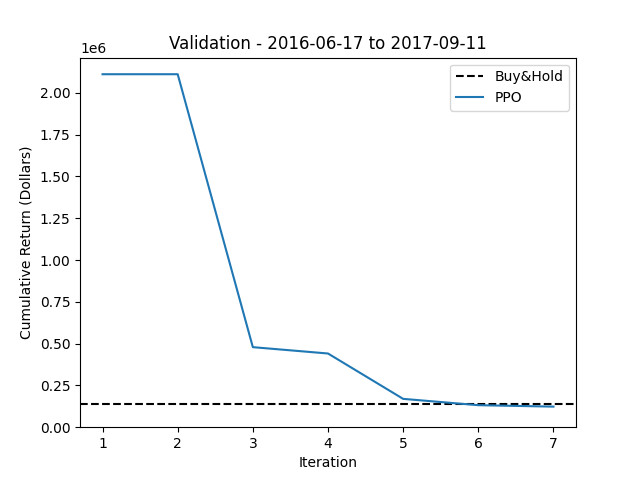 Validation - 2016-06-17 to 2017-09-11
1e6
2.00
1.75
1.50
1.25
1.00
0.75
0.50
0.25
0.00
Cumulative Return (Dollars)
Buy&Hold
PPO
1 2 3 4 5 6 7
Iteration